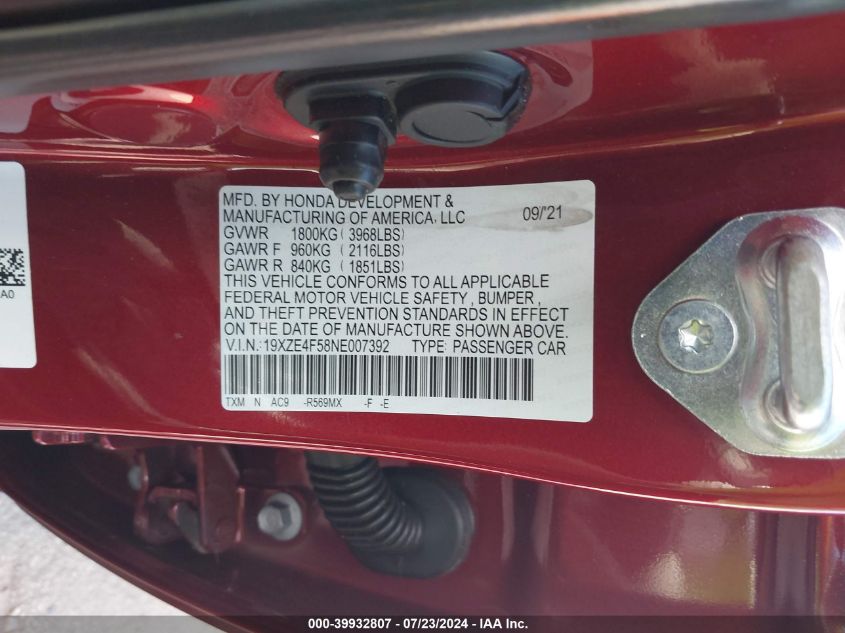 MFD. BY HONDA DEVELOPMENT &
MANUFACTURING OF AMERICA, LLC 09/'21
GVWR 1800KG ( 3968LBS)
GAWR F 960KG ( 2116LBS)
GAWR R 840KG ( 1851LBS)
THIS VEHICLE CONFORMS TO ALL APPLICABLE
FEDERAL MOTOR VEHICLE SAFETY, BUMPER,
AND THEFT PREVENTION STANDARDS IN EFFECT
ON THE DATE OF MANUFACTURE SHOWN ABOVE.
V.I.N.:19XZE4F58NE007392 TYPE: PASSENGER CAR
TXM N AC9 -R569MX -F -E
A0
000-39932807 / 07/23/2024 - IAA Inc.